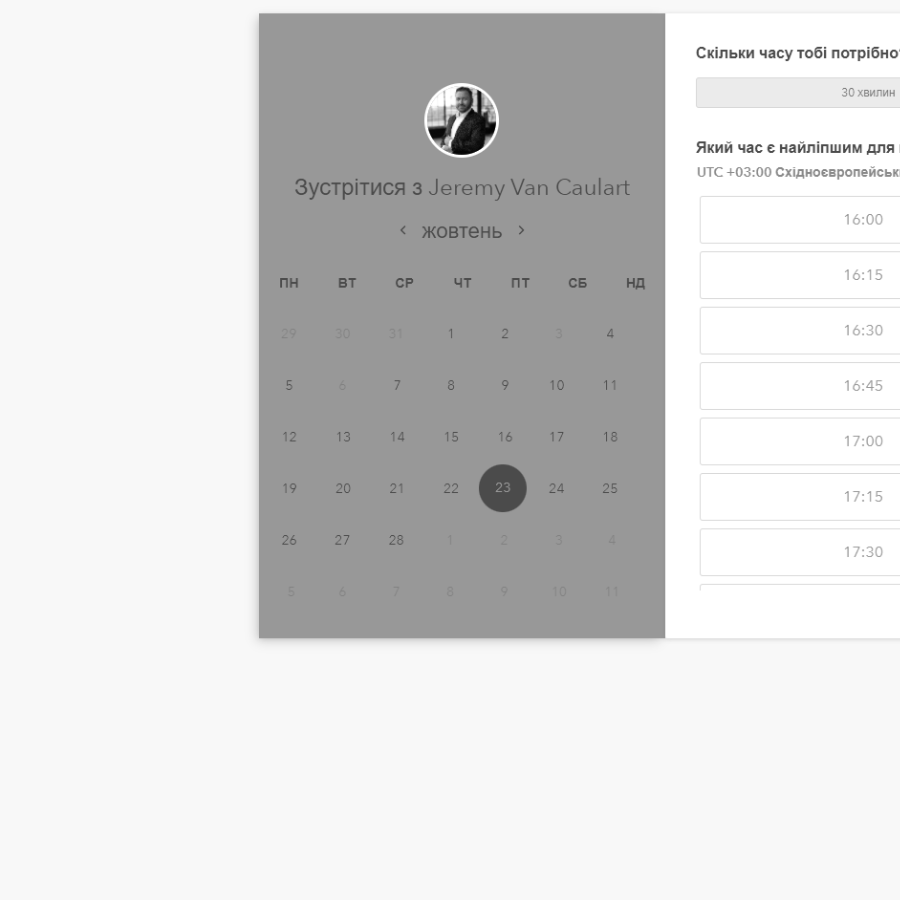 Зустрітися з Jeremy Van Caulart
жовтень
ПН ВТ СР ЧТ ПТ СБ НД
29 30 31 1 2 3 4
5 6 7 8 9 10 11
12 13 14 15 16 17 18
19 20 21 22 23 24 25
26 27 28 1 2 3 4
5 6 7 8 9 10 11
Скільки часу тобі потрібно
30 хвилин
Який час є найліпшим для
UTC +03:00
16:00
16:15
16:30
16:45
17:00
17:15
17:30